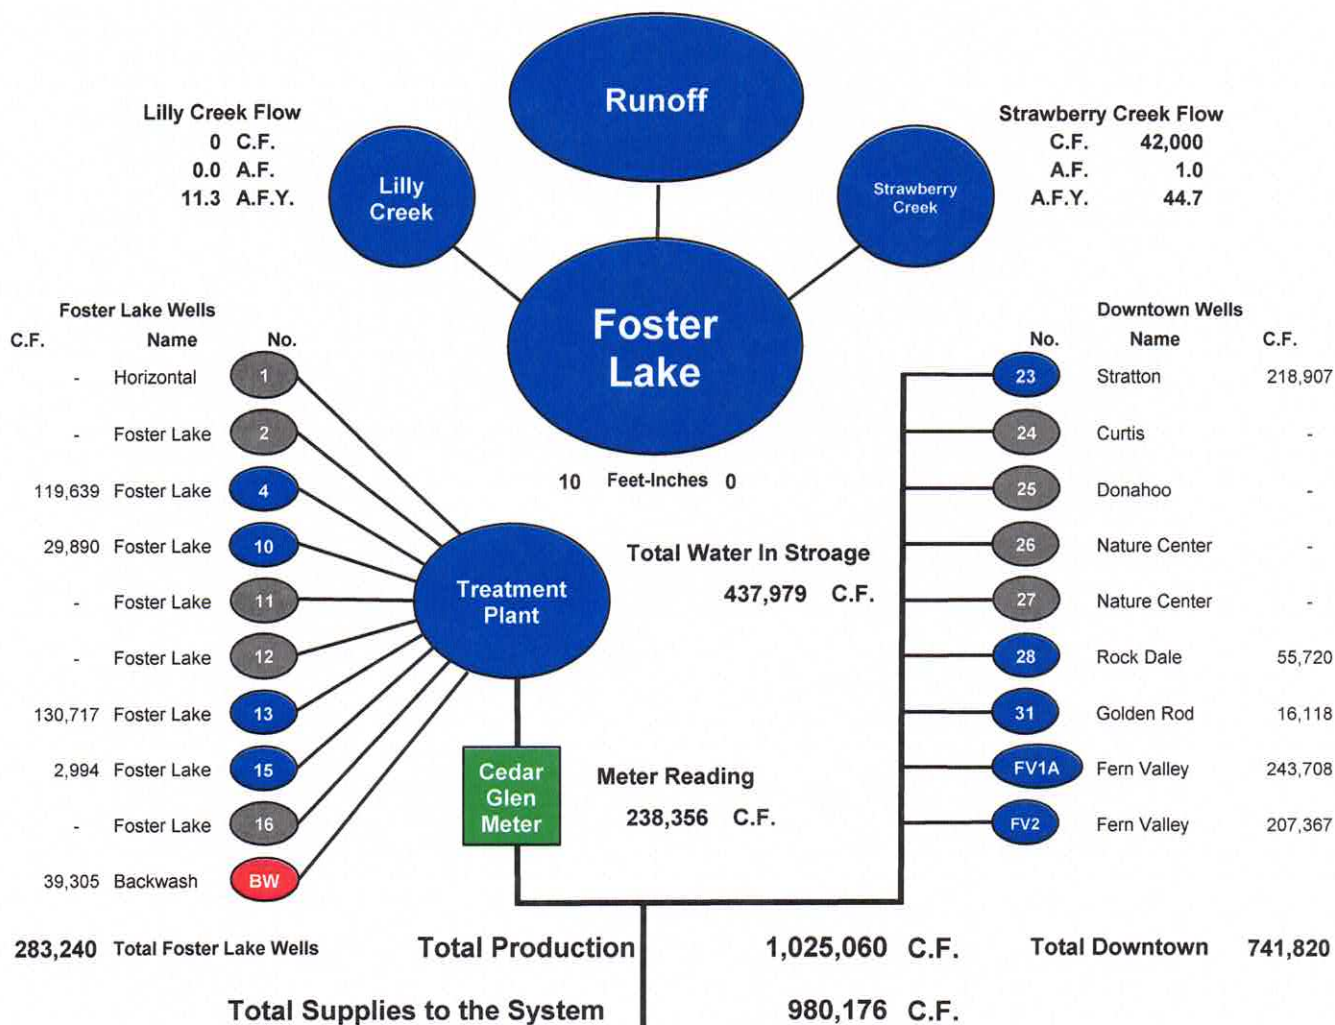 Runoff
Lilly Creek Flow
0 C.F.
0.0 A.F.
11.3 A.F.Y.
Lilly
Creek
Strawberry
Creek
Strawberry Creek Flow
C.F. 42,000
A.F. 1.0
A.F.Y. 44.7
Foster
Lake
10 Feet-Inches 0
Foster Lake Wells
C.F. Name No.
- Horizontal 1
- Foster Lake 2
119,639 Foster Lake 4
29,890 Foster Lake 10
- Foster Lake 11
- Foster Lake 12
130,717 Foster Lake 13
2,994 Foster Lake 15
- Foster Lake 16
39,305 Backwash BW
283,240 Total Foster Lake Wells
Treatment
Plant
Total Water In Stroage
437,979 C.F.
Cedar
Glen
Meter
Meter Reading
238,356 C.F.
Downtown Wells
No. Name C.F.
23 Stratton 218,907
24 Curtis -
25 Donahoo -
26 Nature Center -
27 Nature Center -
28 Rock Dale 55,720
31 Golden Rod 16,118
FV1A Fern Valley 243,708
FV2 Fern Valley 207,367
Total Production 1,025,060 C.F.
Total Downtown 741,820
Total Supplies to the System 980,176 C.F.